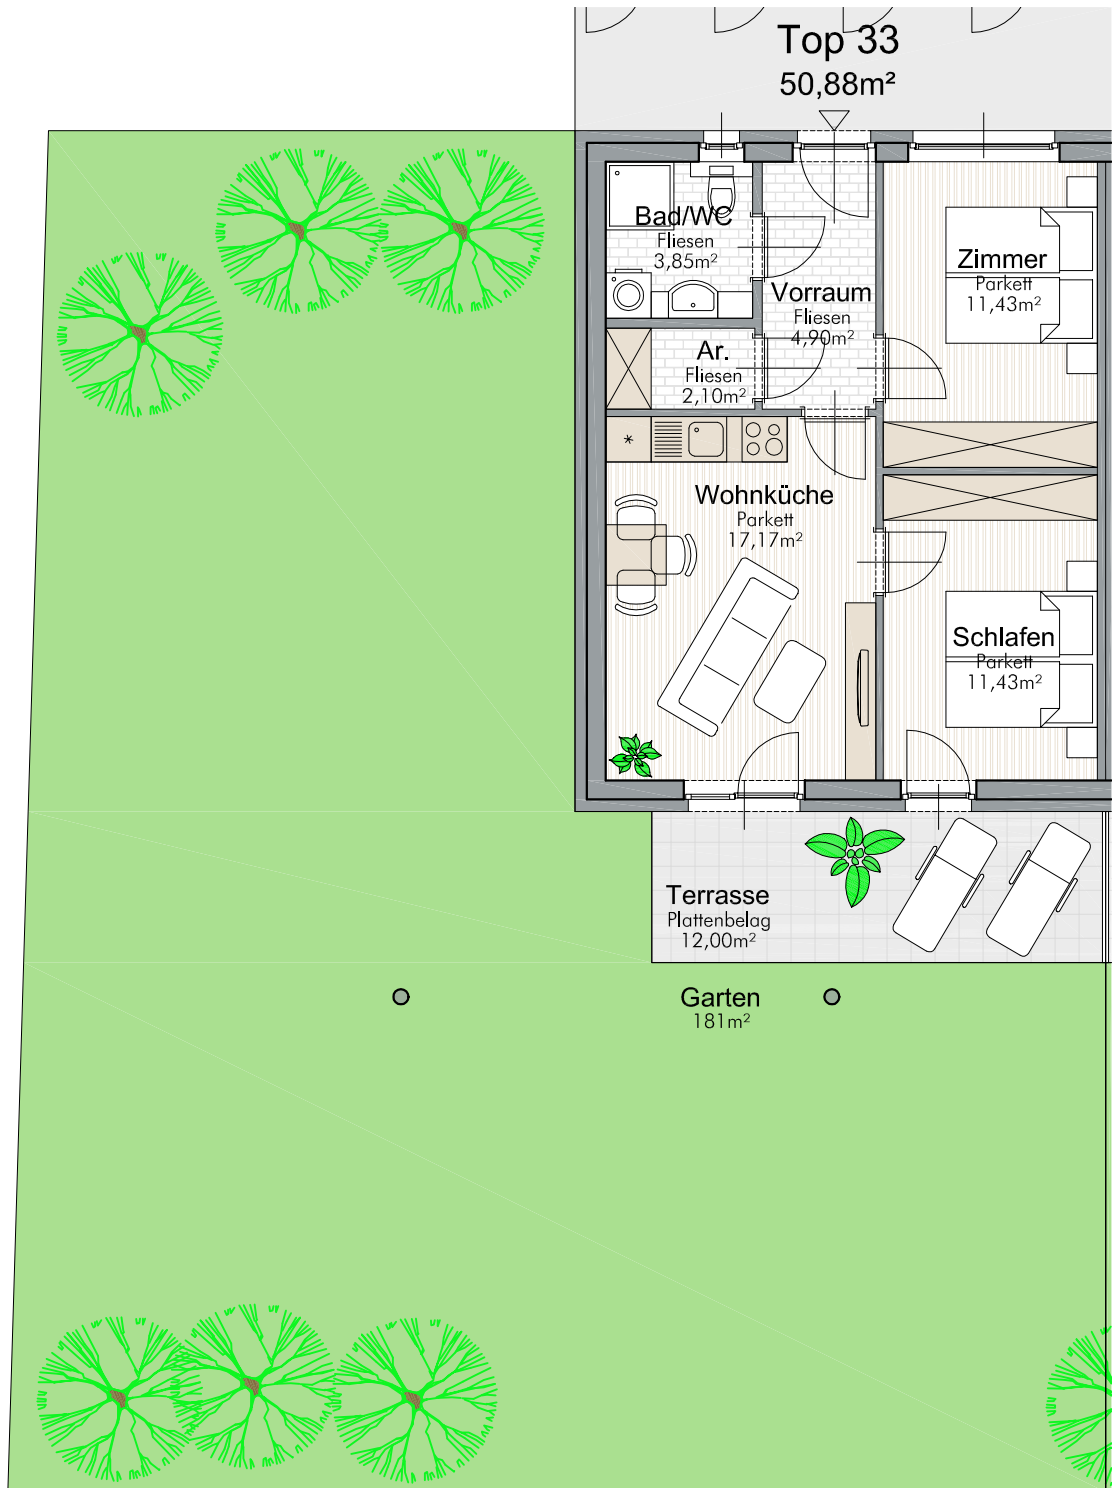 Top 33
50,88m²
Bad/WC
Fliesen
3,85m²
Zimmer
Parkett
11,43m²
Vorraum
Fliesen
4,90m²
Ar.
Fliesen
2,10m²
*
Wohnküche
Parkett
17,17m²
Schlafen
Parkett
11,43m²
Terrasse
Plattenbelag
12,00m²
Garten
181m²